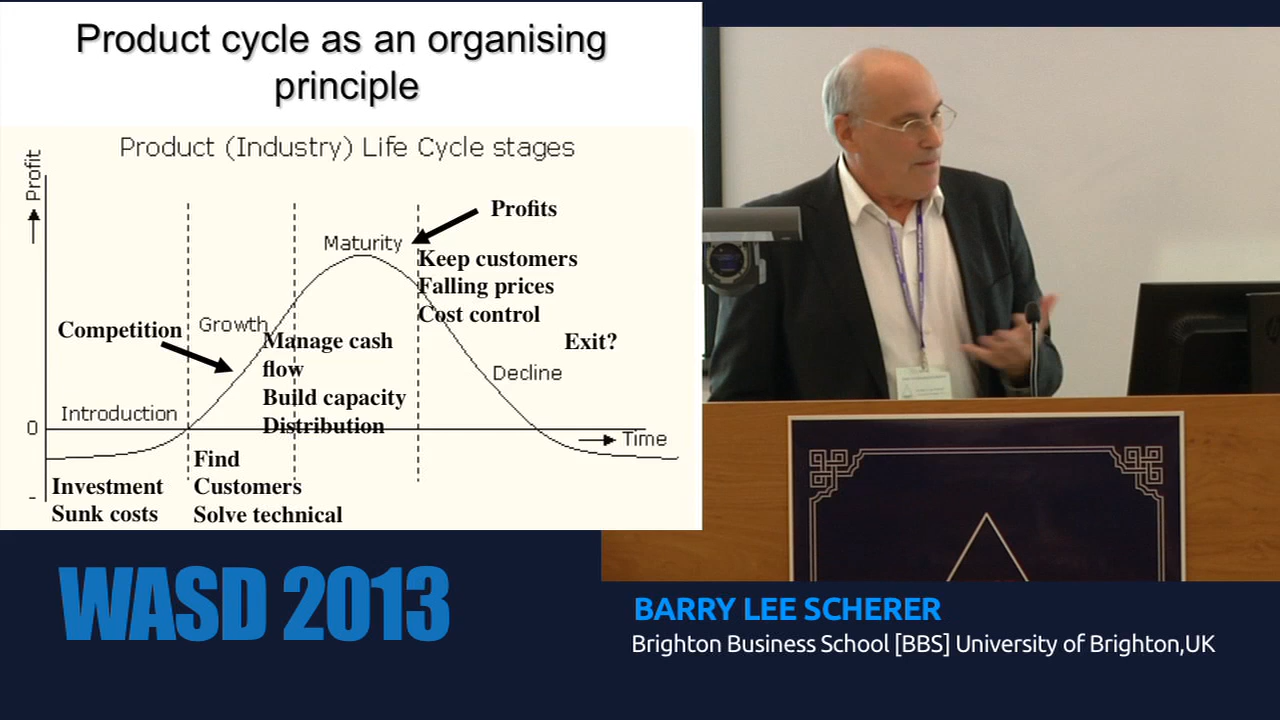 Product cycle as an organising
principle
Product (Industry) Life Cycle stages
Profit
Profits
Maturity
Keep customers
Falling prices
Cost control
Competition
Growth
Manage cash
flow
Exit?
Decline
Build capacity
Introduction
Distribution
0
Time
Find
Investment
Customers
-
Sunk costs
Solve technical
WASD 2013
BARRY LEE SCHERER
Brighton Business School [BBS] University of Brighton,UK